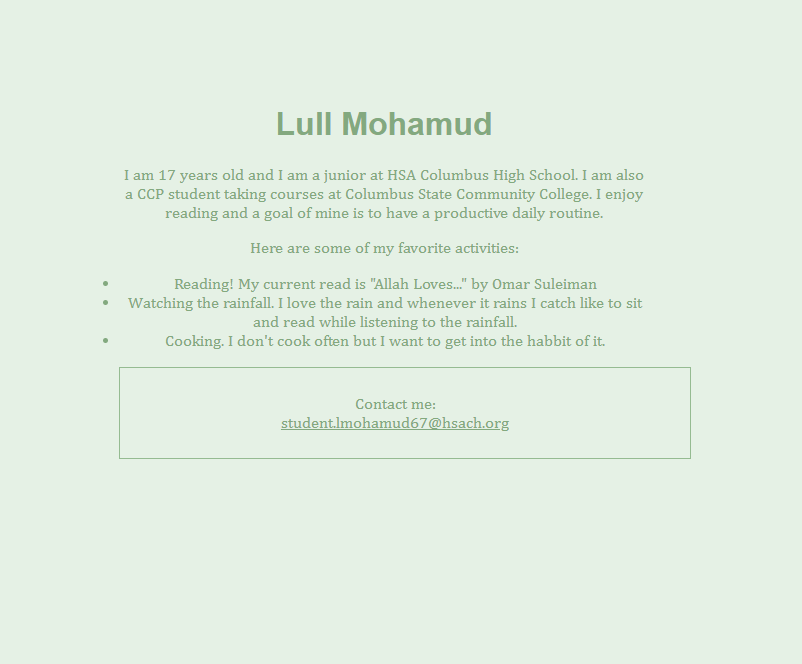 Lull Mohamud
I am 17 years old and I am a junior at HSA Columbus High School. I am also
a CCP student taking courses at Columbus State Community College. I enjoy
reading and a goal of mine is to have a productive daily routine.
Here are some of my favorite activities:
• Reading! My current read is "Allah Loves..." by Omar Suleiman
• Watching the rainfall. I love the rain and whenever it rains I catch like to sit
and read while listening to the rainfall.
• Cooking. I don't cook often but I want to get into the habbit of it.
Contact me:
student.lmohamud67@hsach.org